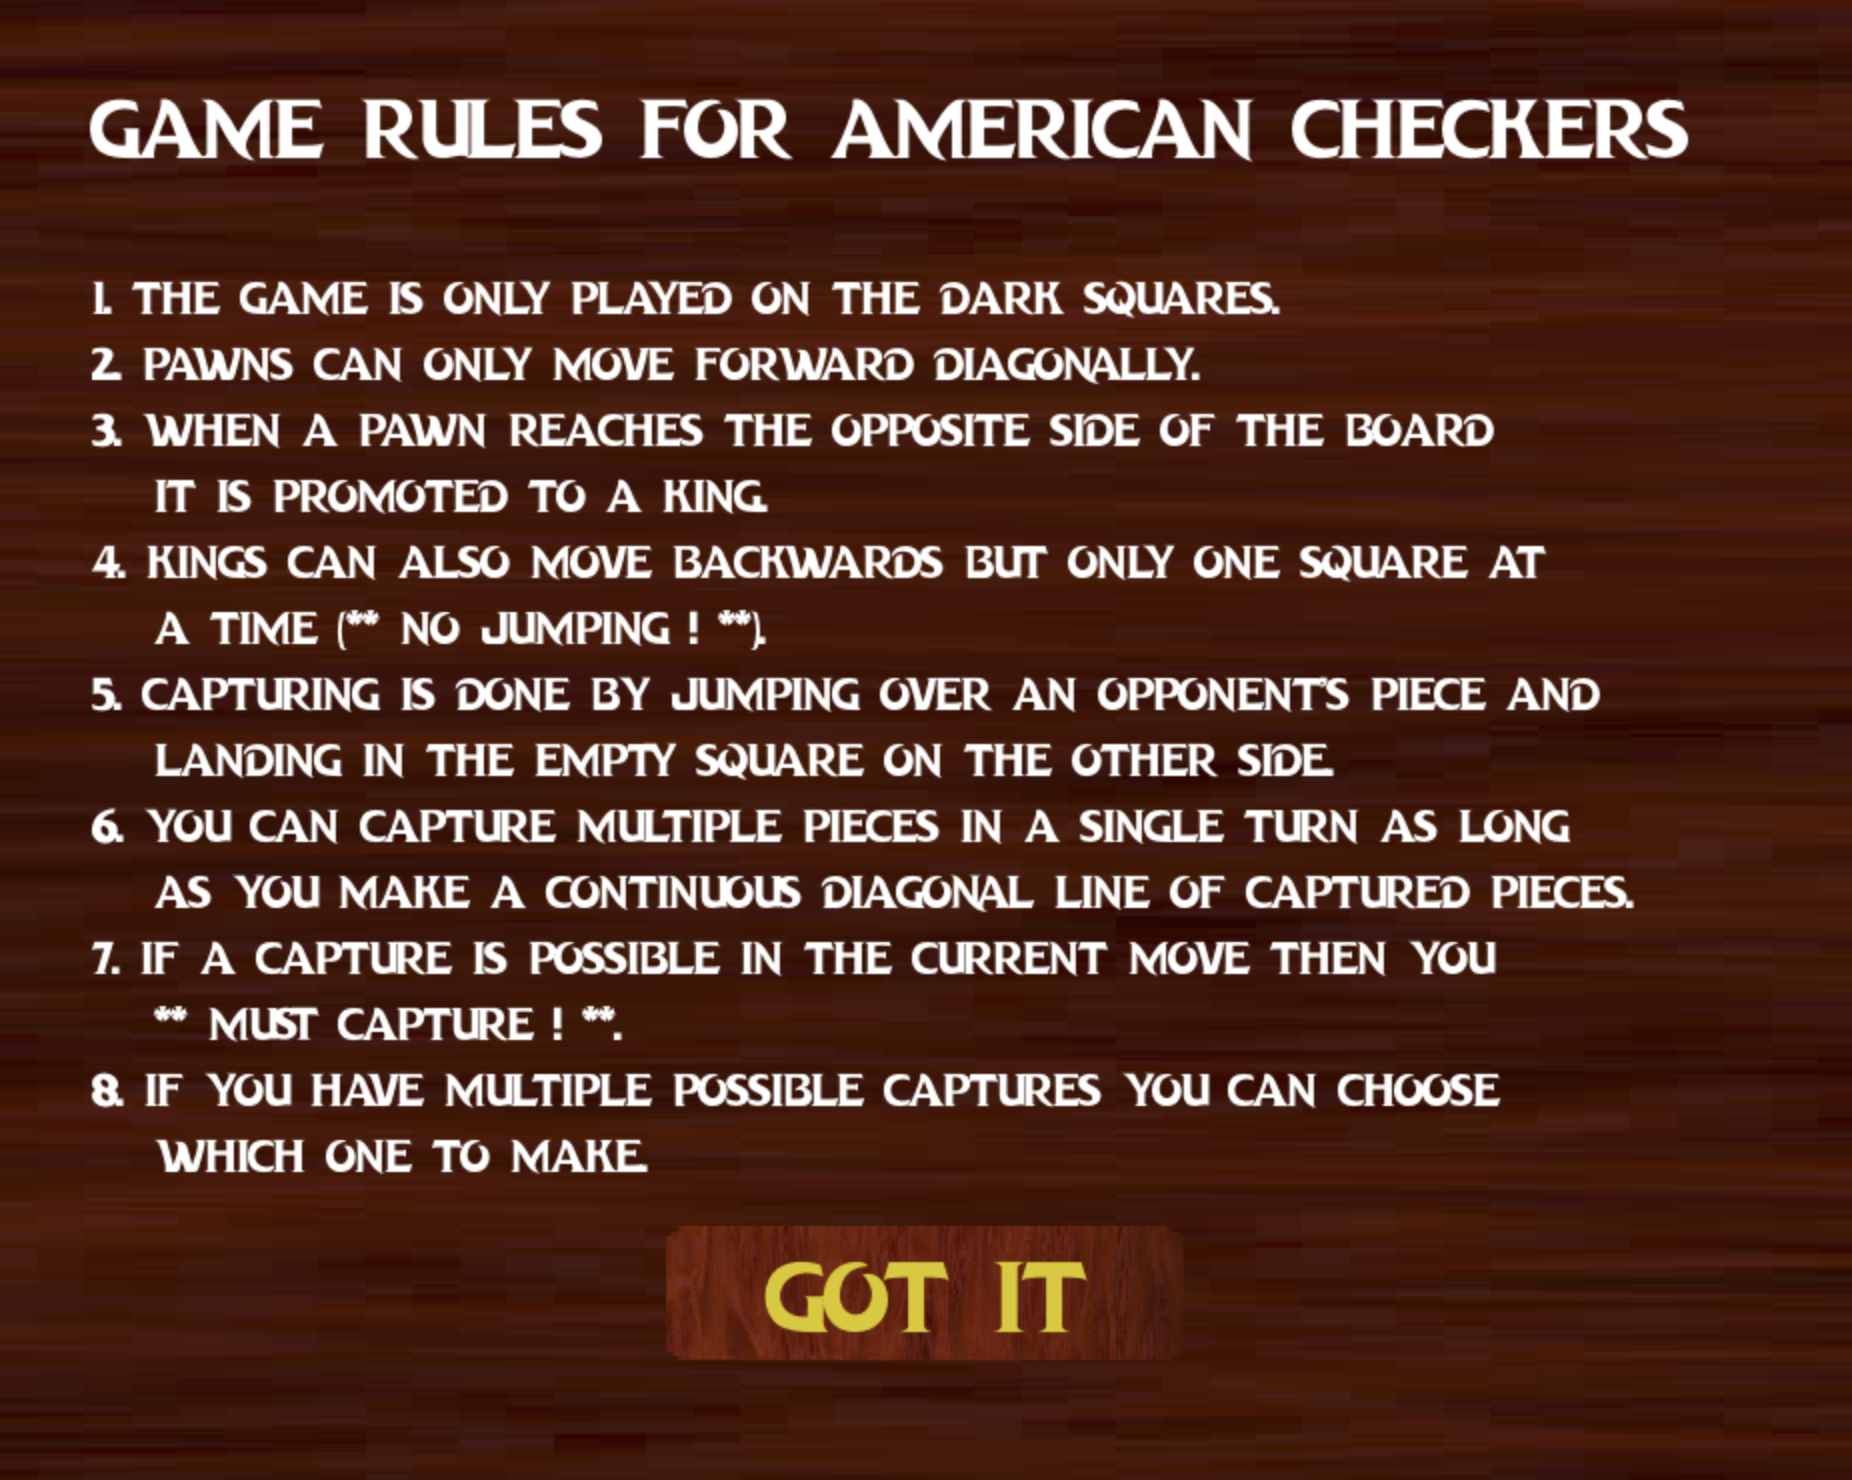 GAME RULES FOR AMERICAN CHECKERS
1. THE GAME IS ONLY PLAYED ON THE DARK SQUARES.
2. PAWNS CAN ONLY MOVE FORWARD DIAGONALLY.
3. WHEN A PAWN REACHES THE OPPOSITE SIDE OF THE BOARD
IT IS PROMOTED TO A KING.
4. KINGS CAN ALSO MOVE BACKWARDS BUT ONLY ONE SQUARE AT
A TIME (** NO JUMPING ! **).
5. CAPTURING IS DONE BY JUMPING OVER AN OPPONENT'S PIECE AND
LANDING IN THE EMPTY SQUARE ON THE OTHER SIDE.
6. YOU CAN CAPTURE MULTIPLE PIECES IN A SINGLE TURN AS LONG
AS YOU MAKE A CONTINUOUS DIAGONAL LINE OF CAPTURED PIECES.
7. IF A CAPTURE IS POSSIBLE IN THE CURRENT MOVE THEN YOU
** MUST CAPTURE ! **.
8. IF YOU HAVE MULTIPLE POSSIBLE CAPTURES YOU CAN CHOOSE
WHICH ONE TO MAKE.
GOT IT